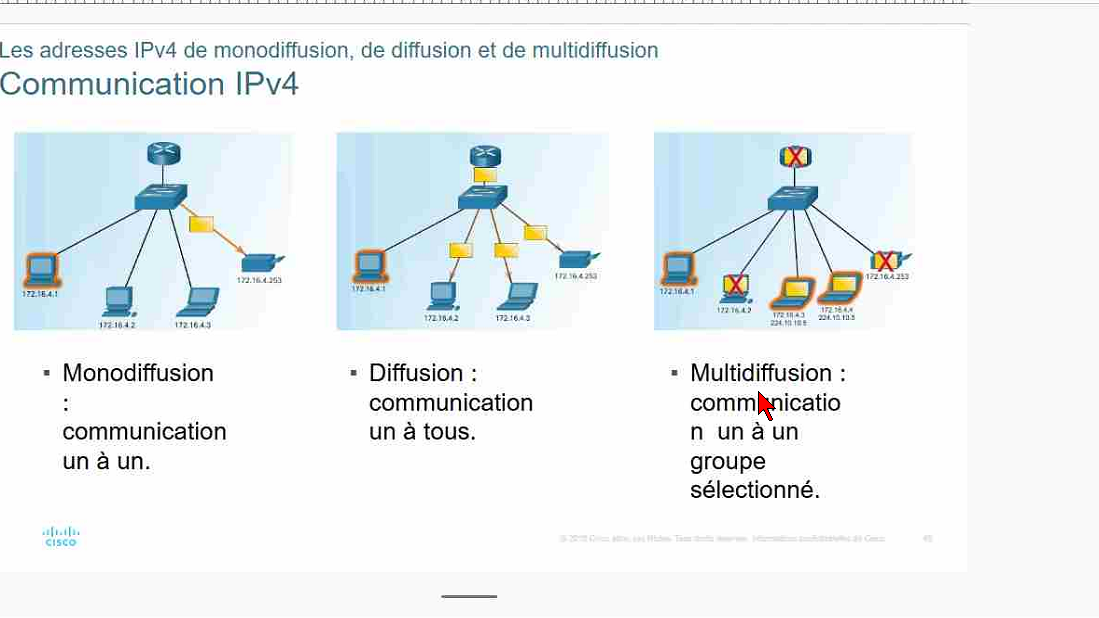 Les adresses IPv4 de monodiffusion, de diffusion et de multidiffusion
Communication IPv4
172.16.4.1
172.16.4.2
172.16.4.3
172.16.4.253
172.16.4.1
172.16.4.2
172.16.4.3
172.16.4.253
172.16.4.1
172.16.4.2
172.16.4.3
224.10.10.5
172.16.4.4
224.10.10.5
172.16.4.253
▪ Monodiffusion
:
communication
un à un.
▪ Diffusion :
communication
un à tous.
▪ Multidiffusion :
communicatio
n un à un
groupe
sélectionné.
CISCO
© Cisco et/ou ses filiales. Tous droits réservés. Informations confidentielles de Cisco